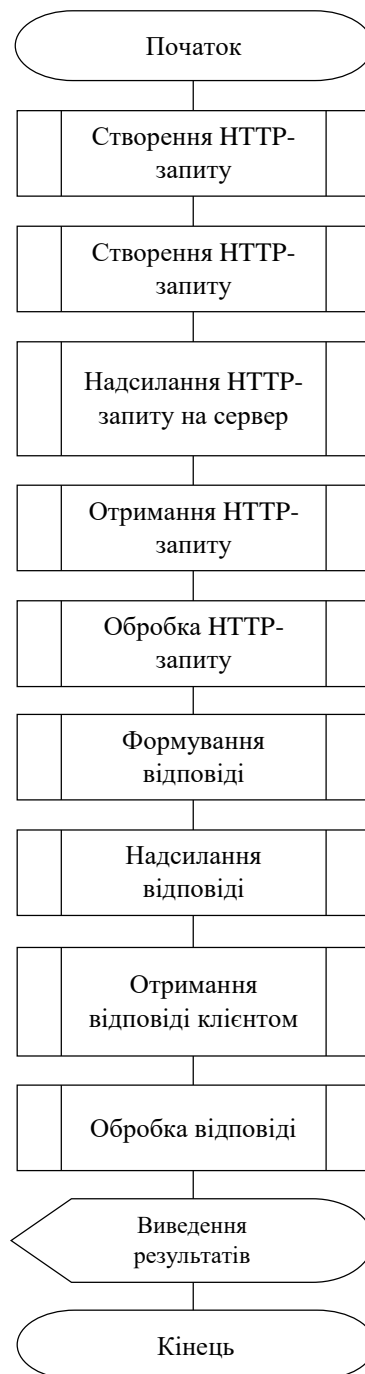 Початок
Створення HTTP-
запиту
Створення HTTP-
запиту
Надсилання HTTP-
запиту на сервер
Отримання HTTP-
запиту
Обробка HTTP-
запиту
Формування
відповіді
Надсилання
відповіді
Отримання
відповіді клієнтом
Обробка відповіді
Виведення
результатів
Кінець